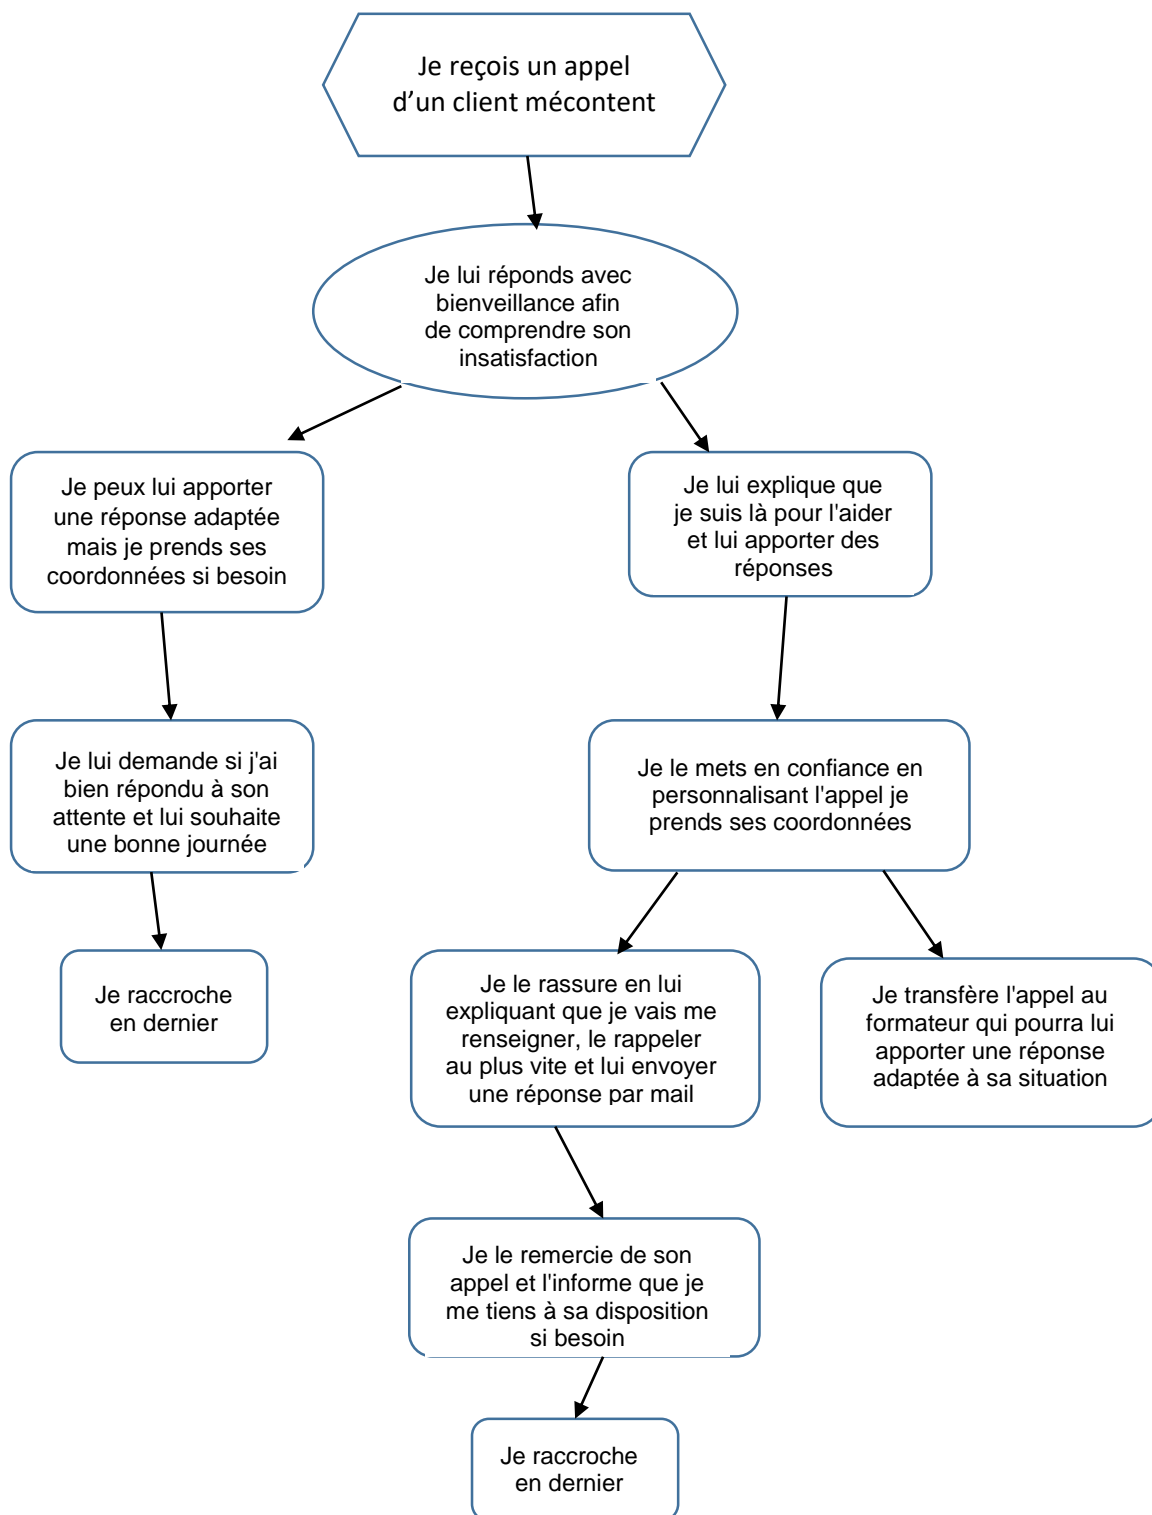 Je reçois un appel
d’un client mécontent
Je lui réponds avec
bienveillance afin
de comprendre son
insatisfaction
Je peux lui apporter
une réponse adaptée
mais je prends ses
coordonnées si besoin
Je lui explique que
je suis là pour l'aider
et lui apporter des
réponses
Je lui demande si j'ai
bien répondu à son
attente et lui souhaite
une bonne journée
Je le mets en confiance en
personnalisant l'appel je
prends ses coordonnées
Je raccroche
en dernier
Je le rassure en lui
expliquant que je vais me
renseigner, le rappeler
au plus vite et lui envoyer
une réponse par mail
Je transfère l'appel au
formateur qui pourra lui
apporter une réponse
adaptée à sa situation
Je le remercie de son
appel et l'informe que je
me tiens à sa disposition
si besoin
Je raccroche
en dernier